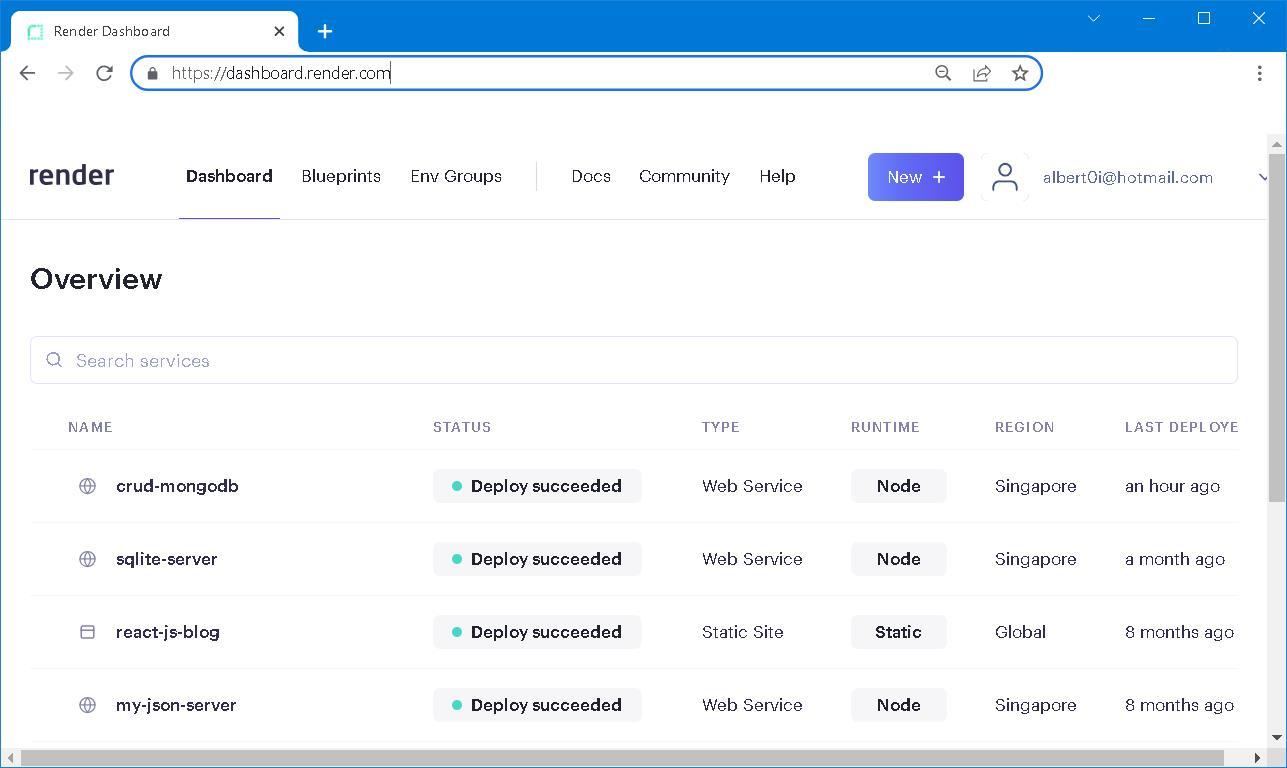 Render Dashboard
https://dashboard.render.com
render Dashboard Blueprints Env Groups Docs Community Help New + albert0i@hotmail.com
Overview
Search services
NAME STATUS TYPE RUNTIME REGION LAST DEPLOYE
crud-mongodb Deploy succeeded Web Service Node Singapore an hour ago
sqlite-server Deploy succeeded Web Service Node Singapore a month ago
react-js-blog Deploy succeeded Static Site Static Global 8 months ago
my-json-server Deploy succeeded Web Service Node Singapore 8 months ago